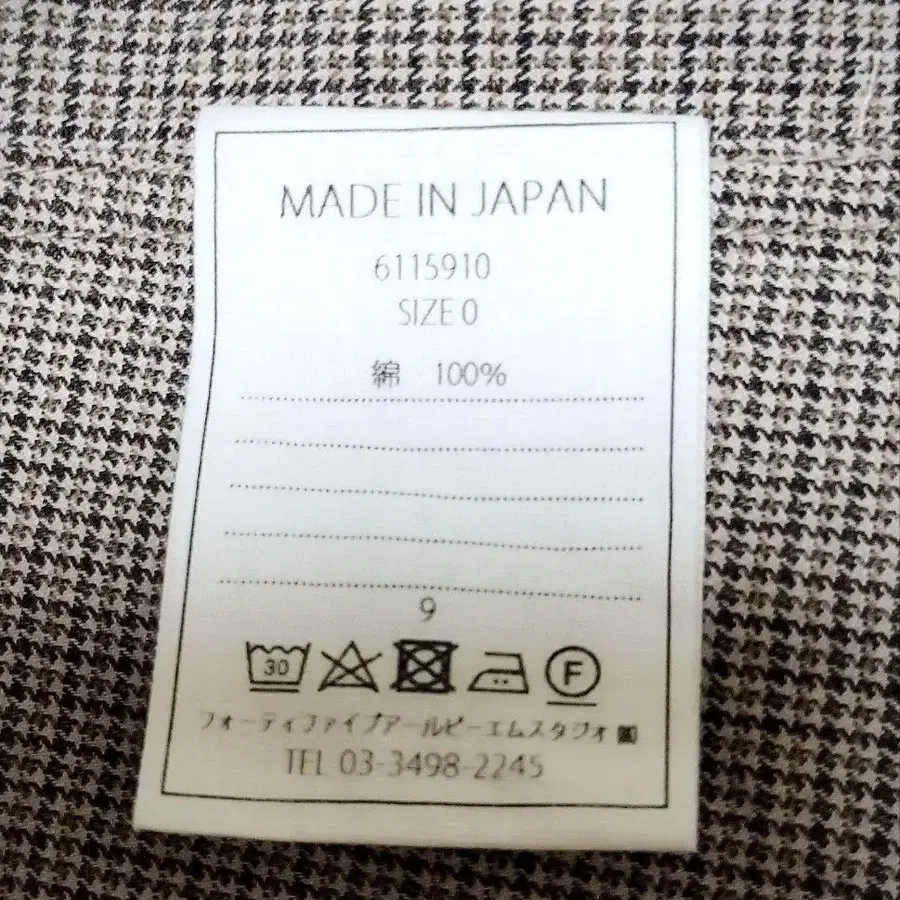 MADE IN JAPAN
6115910
SIZE 0
綿 100%
9
30
F
フォーティファイブアールピーエムスタジオ
TEL 03-3498-2245